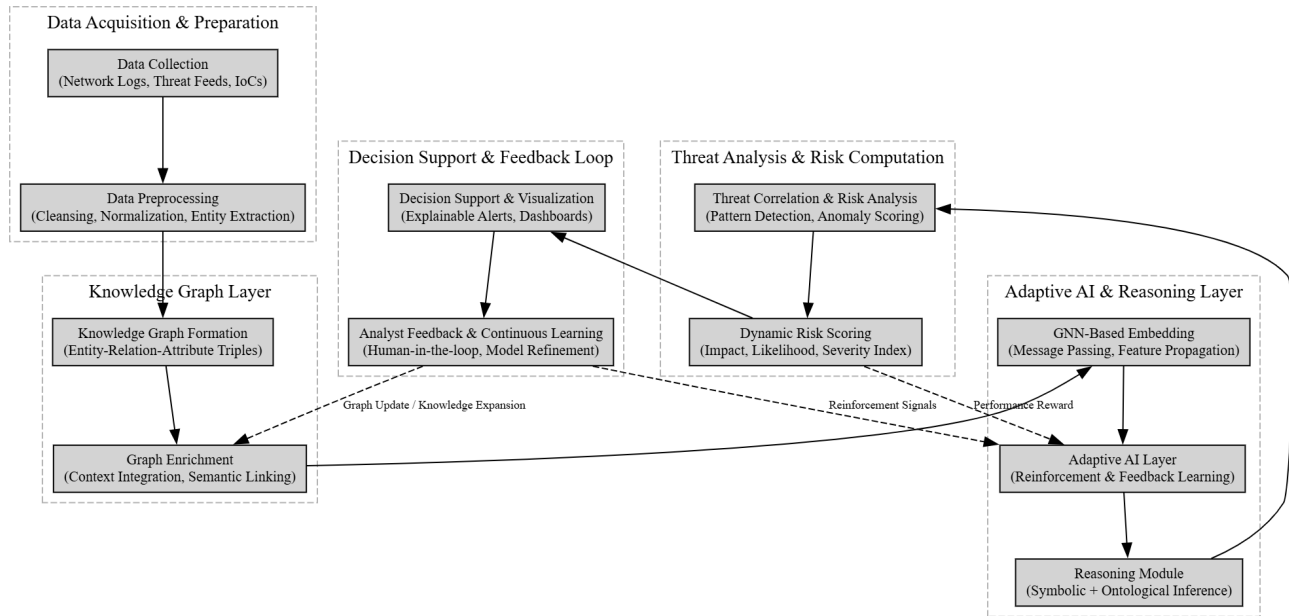 Data Acquisition & Preparation
Data Collection
(Network Logs, Threat Feeds, IoCs)
Data Preprocessing
(Cleansing, Normalization, Entity Extraction)
Knowledge Graph Layer
Knowledge Graph Formation
(Entity-Relation-Attribute Triples)
Graph Enrichment
(Context Integration, Semantic Linking)
Decision Support & Feedback Loop
Decision Support & Visualization
(Explainable Alerts, Dashboards)
Analyst Feedback & Continuous Learning
(Human-in-the-loop, Model Refinement)
Graph Update / Knowledge Expansion
Threat Analysis & Risk Computation
Threat Correlation & Risk Analysis
(Pattern Detection, Anomaly Scoring)
Dynamic Risk Scoring
(Impact, Likelihood, Severity Index)
Reinforcement Signals
Performance Reward
Adaptive AI & Reasoning Layer
GNN-Based Embedding
(Message Passing, Feature Propagation)
Adaptive AI Layer
(Reinforcement & Feedback Learning)
Reasoning Module
(Symbolic + Ontological Inference)